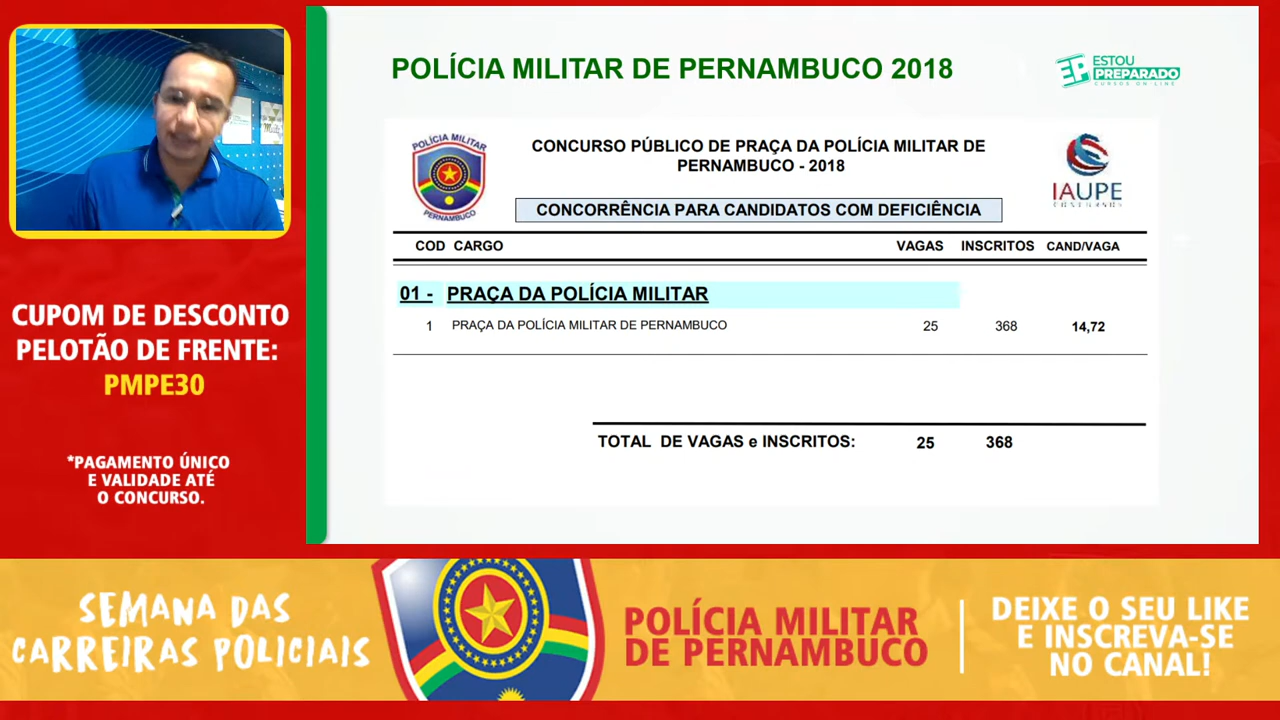 POLÍCIA MILITAR DE PERNAMBUCO 2018
ESTOU
PREPARADO
CURSOS ON LINE
POLÍCIA MILITAR
PERNAMBUCO
CONCURSO PÚBLICO DE PRAÇA DA POLÍCIA MILITAR DE
PERNAMBUCO - 2018
IAUPE
CONCURSOS
CONCORRÊNCIA PARA CANDIDATOS COM DEFICIÊNCIA
COD CARGO VAGAS INSCRITOS CAND/VAGA
01 - PRAÇA DA POLÍCIA MILITAR
1 PRAÇA DA POLÍCIA MILITAR DE PERNAMBUCO 25 368 14,72
TOTAL DE VAGAS e INSCRITOS: 25 368
CUPOM DE DESCONTO
PELOTÃO DE FRENTE:
PMPE30
*PAGAMENTO ÚNICO
E VALIDADE ATÉ
O CONCURSO.
SEMANA DAS
CARREIRAS POLICIAIS
POLÍCIA MILITAR
DE PERNAMBUCO
DEIXE O SEU LIKE
E INSCREVA-SE
NO CANAL!